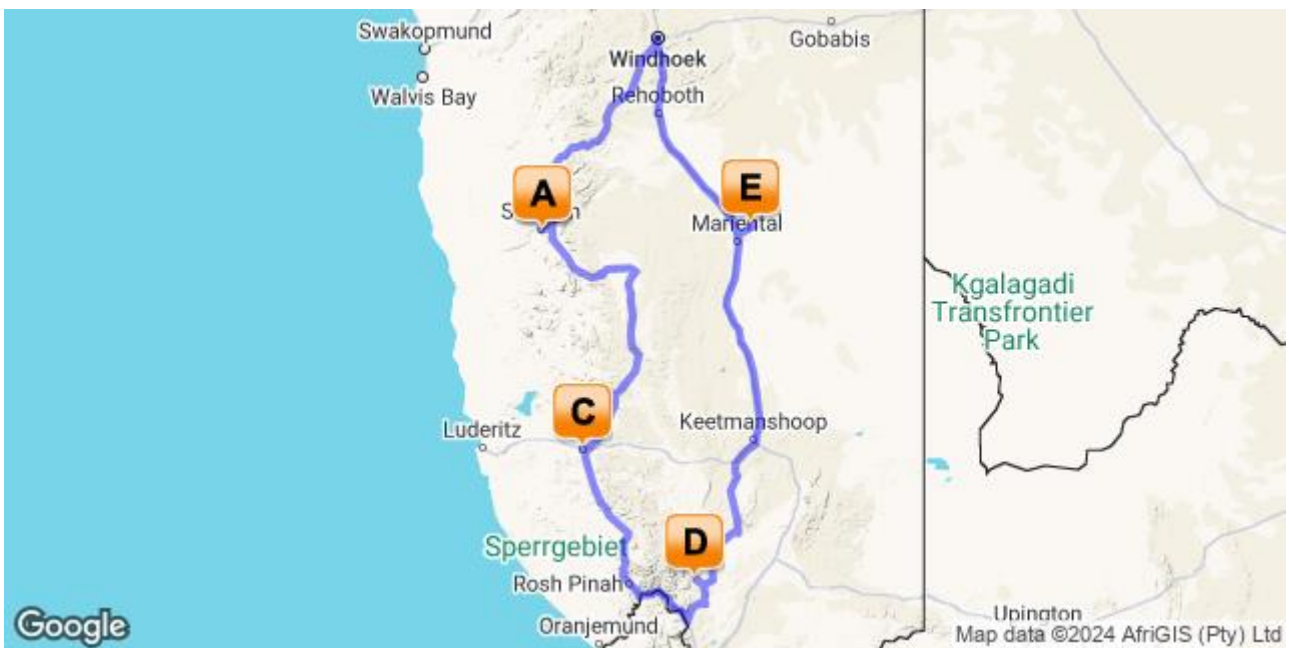 Swakopmund
Windhoek
Gobabis
Walvis Bay
Rehoboth
A
E
Mariental
Kgalagadi
Transfrontier
Park
C
Luderitz
Keetmanshoop
D
Sperrgebiet
Rosh Pinah
Oranjemund
Upington
Google
Map data ©2024 AfriGIS (Pty) Ltd